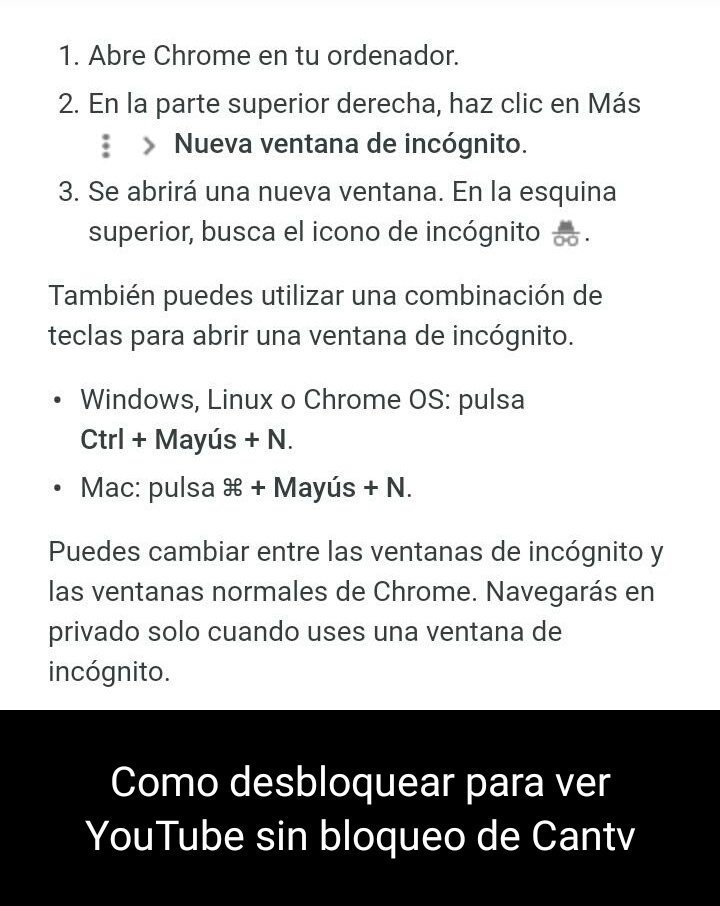 1. Abre Chrome en tu ordenador.
2. En la parte superior derecha, haz clic en Más
⋮ > Nueva ventana de incógnito.
3. Se abrirá una nueva ventana. En la esquina
superior, busca el icono de incógnito .
También puedes utilizar una combinación de
teclas para abrir una ventana de incógnito.
• Windows, Linux o Chrome OS: pulsa
Ctrl + Mayús + N.
• Mac: pulsa ⌘ + Mayús + N.
Puedes cambiar entre las ventanas de incógnito y
las ventanas normales de Chrome. Navegarás en
privado solo cuando uses una ventana de
incógnito.
Como desbloquear para ver
YouTube sin bloqueo de Cantv